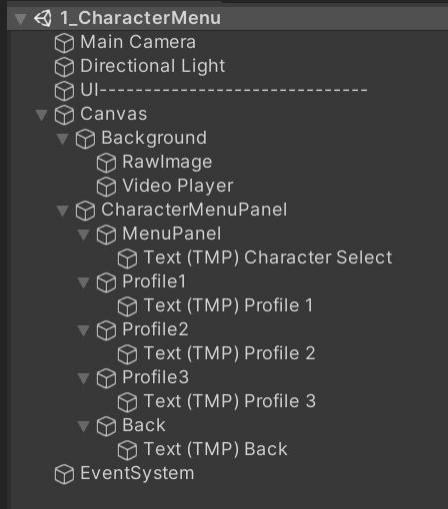 1_CharacterMenu
Main Camera
Directional Light
UI------------------------------
Canvas
Background
RawImage
Video Player
CharacterMenuPanel
MenuPanel
Text (TMP) Character Select
Profile1
Text (TMP) Profile 1
Profile2
Text (TMP) Profile 2
Profile3
Text (TMP) Profile 3
Back
Text (TMP) Back
EventSystem